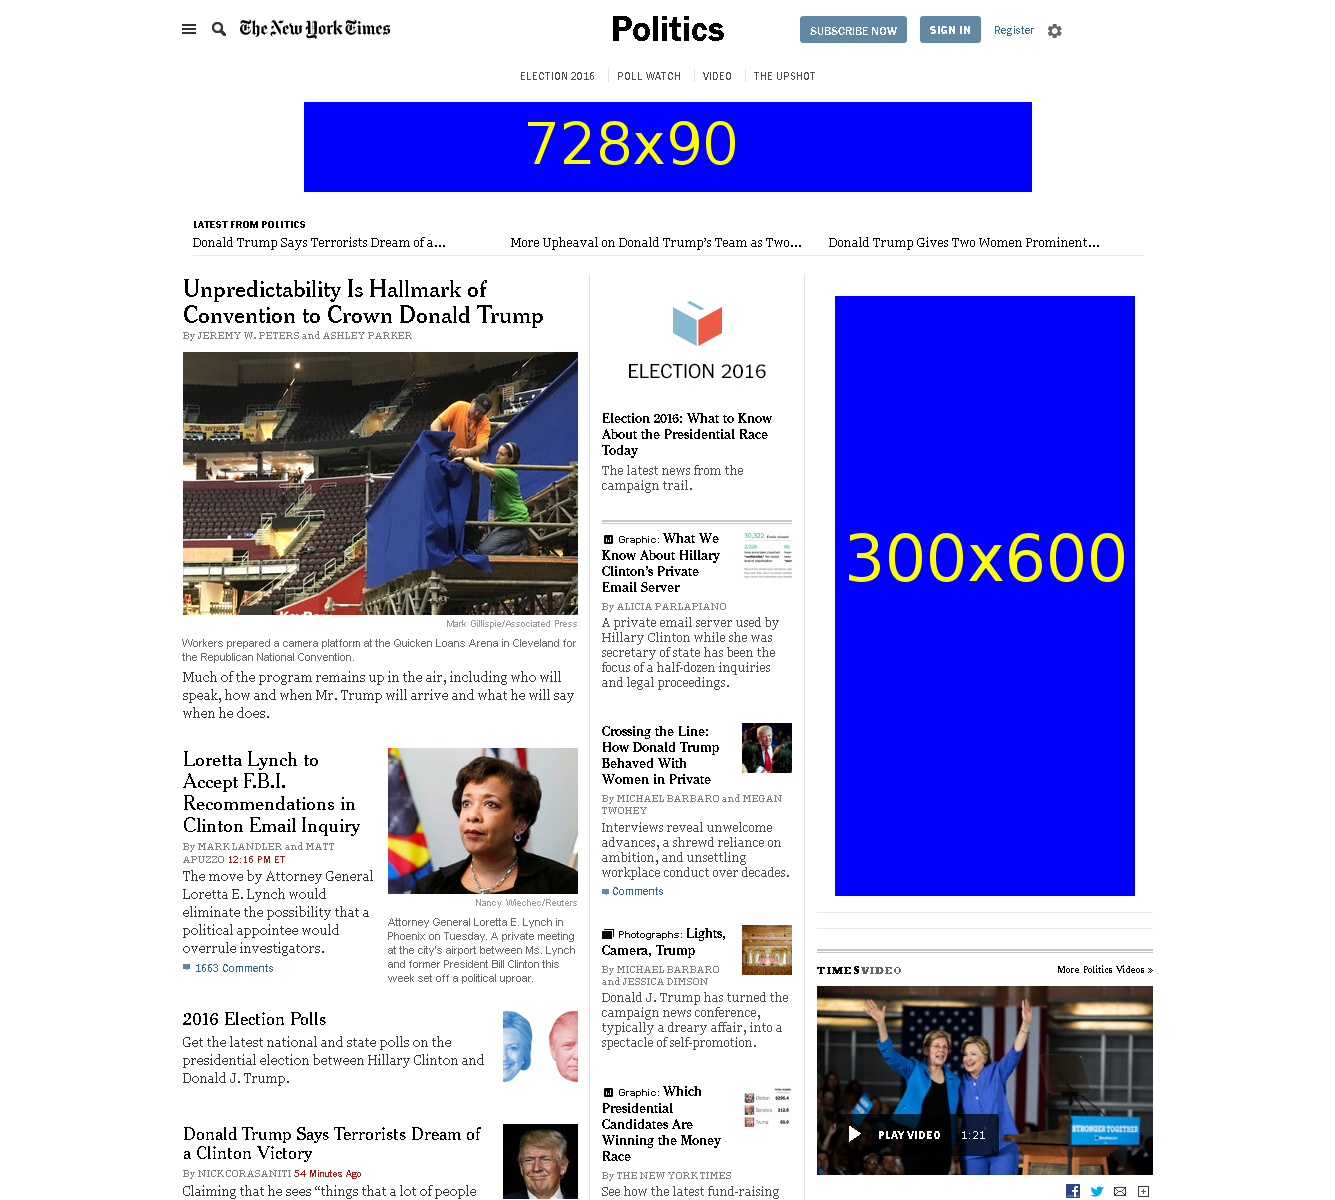 The New York Times
Politics
SUBSCRIBE NOW
SIGN IN
Register
ELECTION 2016
POLL WATCH
VIDEO
THE UPSHOT
728x90
LATEST FROM POLITICS
Donald Trump Says Terrorists Dream of a...
More Upheaval on Donald Trump's Team as Two...
Donald Trump Gives Two Women Prominent...
Unpredictability Is Hallmark of
Convention to Crown Donald Trump
By JEREMY W. PETERS and ASHLEY PARKER
Mark Gillispie/Associated Press
Workers prepared a camera platform at the Quicken Loans Arena in Cleveland for
the Republican National Convention.
Much of the program remains up in the air, including who will
speak, how and when Mr. Trump will arrive and what he will say
when he does.
Loretta Lynch to
Accept F.B.I.
Recommendations in
Clinton Email Inquiry
By MARK LANDLER and MATT
APUZZO 12:16 PM ET
The move by Attorney General
Loretta E. Lynch would
eliminate the possibility that a
political appointee would
overrule investigators.
1663 Comments
Nancy Wiechec/Reuters
Attorney General Loretta E. Lynch in
Phoenix on Tuesday. A private meeting
at the city's airport between Ms. Lynch
and former President Bill Clinton this
week set off a political uproar.
2016 Election Polls
Get the latest national and state polls on the
presidential election between Hillary Clinton and
Donald J. Trump.
Donald Trump Says Terrorists Dream of
a Clinton Victory
By NICK CORASANITI 54 Minutes Ago
Claiming that he sees “things that a lot of people
ELECTION 2016
Election 2016: What to Know
About the Presidential Race
Today
The latest news from the
campaign trail.
Graphic: What We
Know About Hillary
Clinton's Private
Email Server
30,322
By ALICIA PARLAPIANO
A private email server used by
Hillary Clinton while she was
secretary of state has been the
focus of a half-dozen inquiries
and legal proceedings.
Crossing the Line:
How Donald Trump
Behaved With
Women in Private
By MICHAEL BARBARO and MEGAN
TWOHEY
Interviews reveal unwelcome
advances, a shrewd reliance on
ambition, and unsettling
workplace conduct over decades.
Comments
Photographs: Lights,
Camera, Trump
By MICHAEL BARBARO
and JESSICA DIMSON
Donald J. Trump has turned the
campaign news conference,
typically a dreary affair, into a
spectacle of self-promotion.
Graphic: Which
Presidential
Candidates Are
Winning the Money
Race
Clinton
Sanders
Trump
By THE NEW YORK TIMES
See how the latest fund-raising
300x600
TIMESVIDEO
More Politics Videos »
STRONGER TOGETHER
PLAY VIDEO 1:21